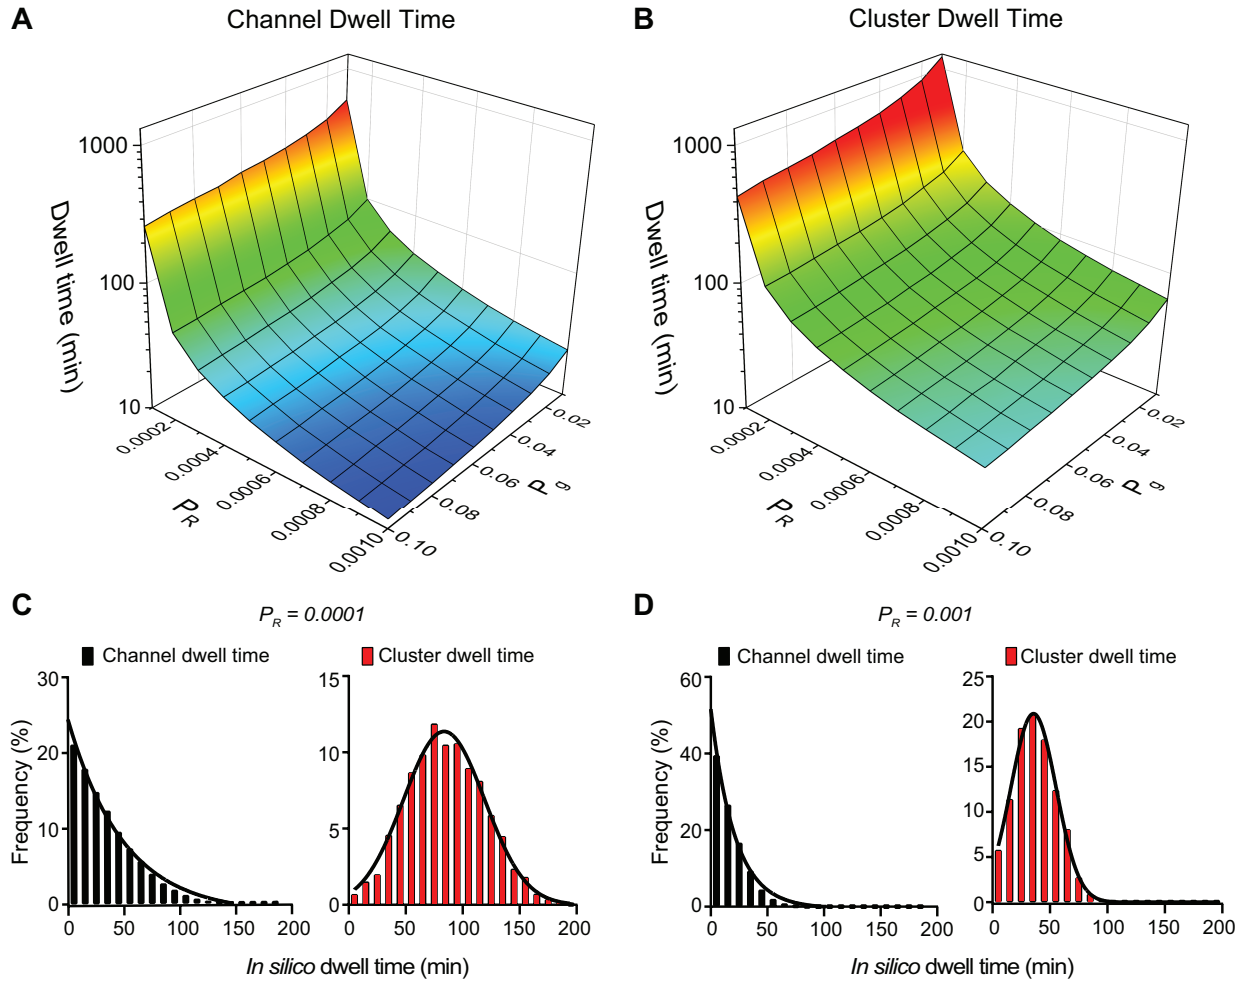 A
Channel Dwell Time
B
Cluster Dwell Time
1000
100
10
Dwell time (min)
0.0002
0.0004
0.0006
0.0008
0.0010
P_R
0.02
0.04
0.06
0.08
0.10
P_g
1000
100
10
Dwell time (min)
0.0002
0.0004
0.0006
0.0008
0.0010
P_R
0.02
0.04
0.06
0.08
0.10
P_g
C
P_R = 0.0001
D
P_R = 0.001
Channel dwell time
Cluster dwell time
Channel dwell time
Cluster dwell time
Frequency (%)
30
20
10
0
0 50 100 150 200
15
10
5
0
0 50 100 150 200
In silico dwell time (min)
Frequency (%)
60
40
20
0
0 50 100 150 200
25
20
15
10
5
0
0 50 100 150 200
In silico dwell time (min)